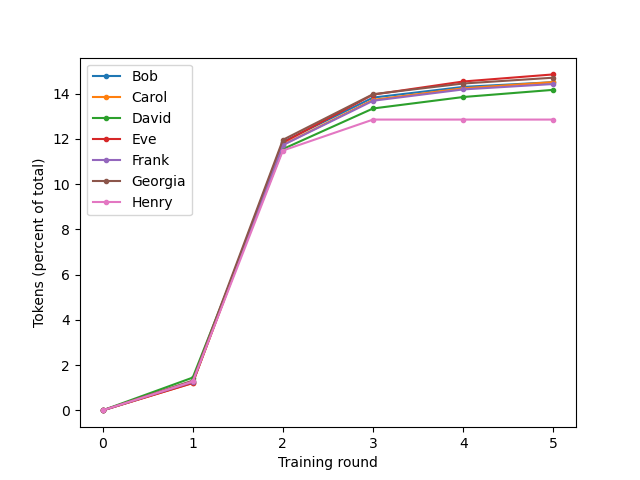 Bob
Carol
David
Eve
Frank
Georgia
Henry
Tokens (percent of total)
14
12
10
8
6
4
2
0
0 1 2 3 4 5
Training round